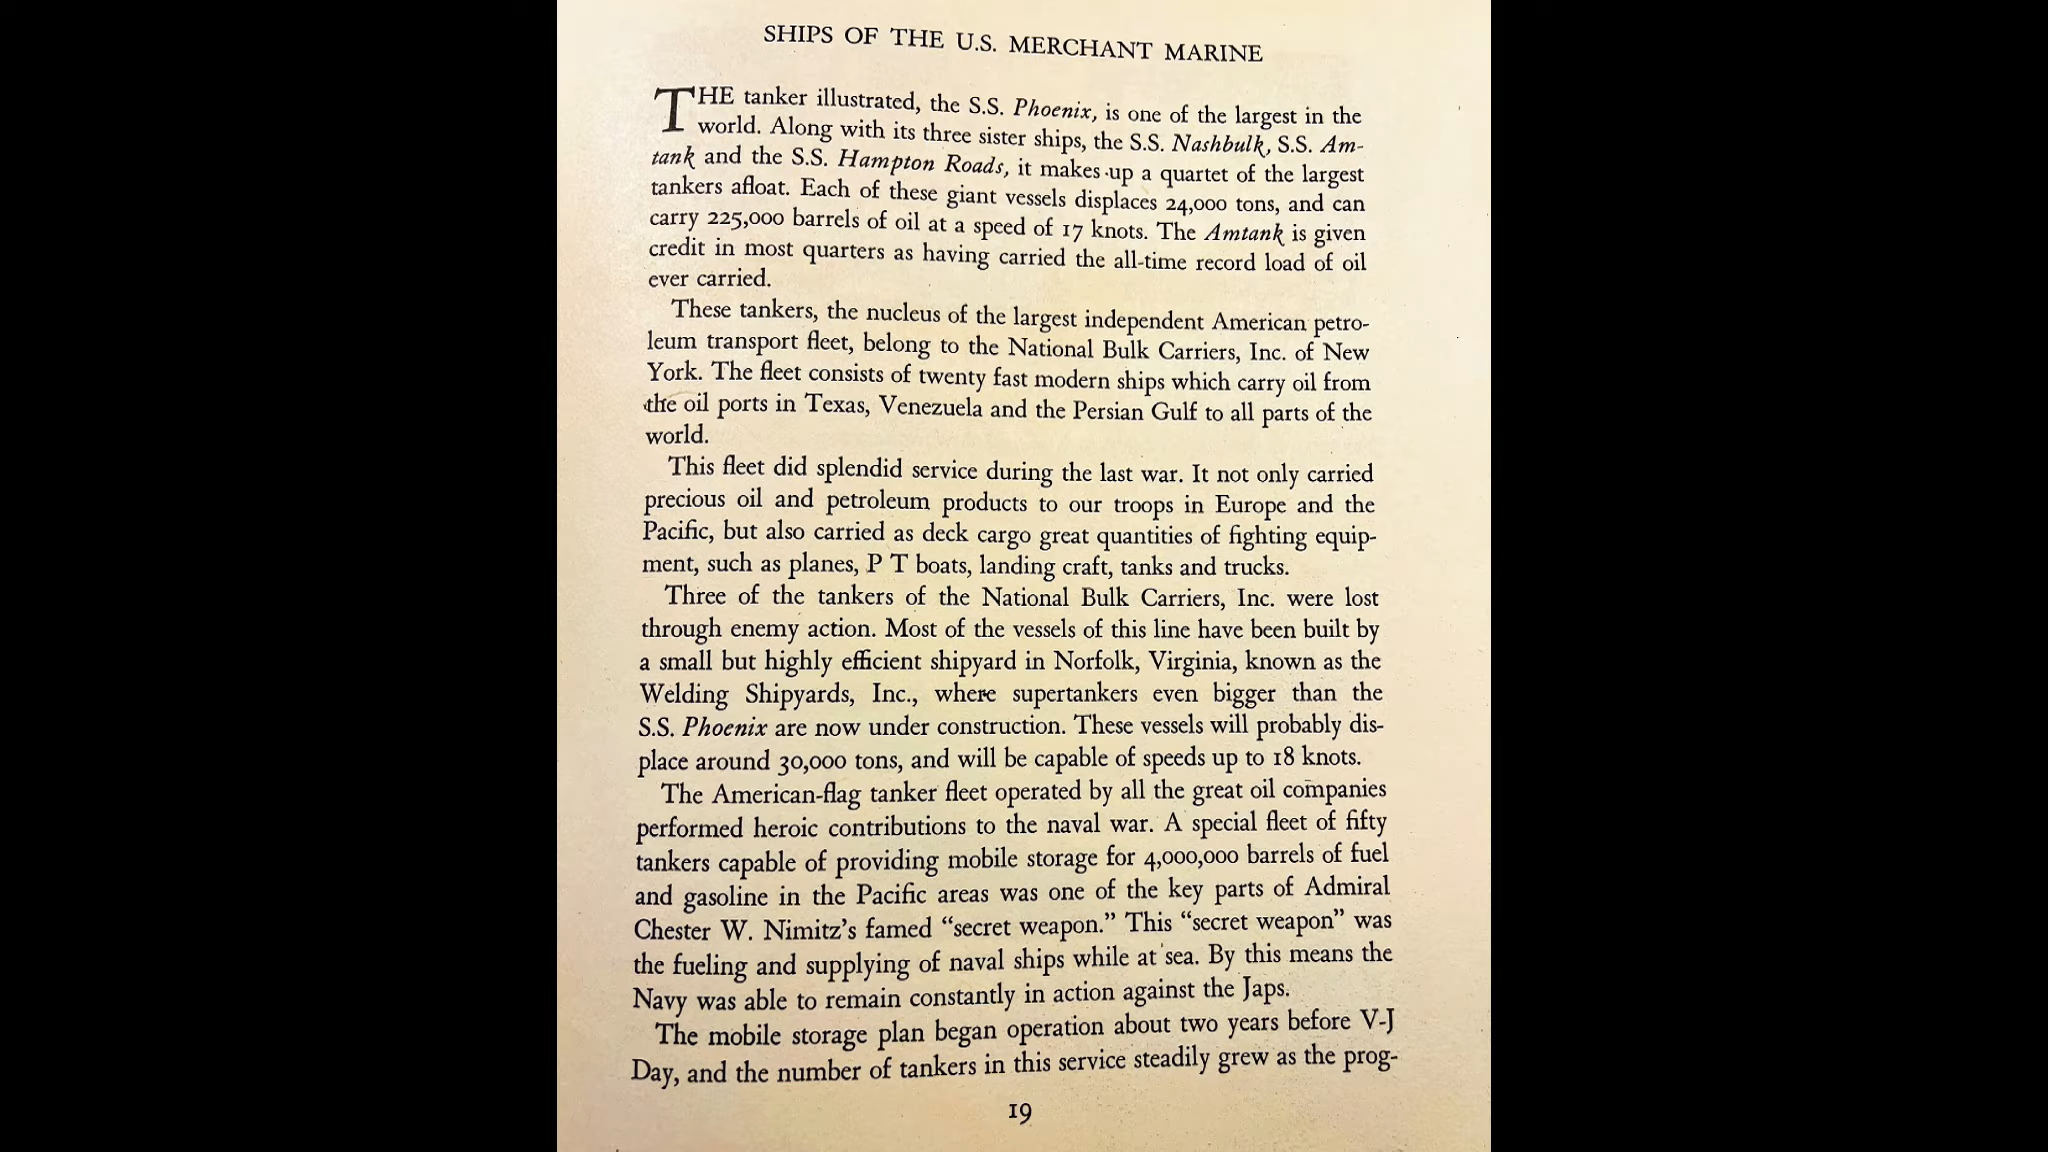 SHIPS OF THE U.S. MERCHANT MARINE
THE tanker illustrated, the S.S. Phoenix, is one of the largest in the
world. Along with its three sister ships, the S.S. Nashbulk, S.S. Am-
tank and the S.S. Hampton Roads, it makes up a quartet of the largest
tankers afloat. Each of these giant vessels displaces 24,000 tons, and can
carry 225,000 barrels of oil at a speed of 17 knots. The Amtank is given
credit in most quarters as having carried the all-time record load of oil
ever carried.
These tankers, the nucleus of the largest independent American petro-
leum transport fleet, belong to the National Bulk Carriers, Inc. of New
York. The fleet consists of twenty fast modern ships which carry oil from
the oil ports in Texas, Venezuela and the Persian Gulf to all parts of the
world.
This fleet did splendid service during the last war. It not only carried
precious oil and petroleum products to our troops in Europe and the
Pacific, but also carried as deck cargo great quantities of fighting equip-
ment, such as planes, P T boats, landing craft, tanks and trucks.
Three of the tankers of the National Bulk Carriers, Inc. were lost
through enemy action. Most of the vessels of this line have been built by
a small but highly efficient shipyard in Norfolk, Virginia, known as the
Welding Shipyards, Inc., where supertankers even bigger than the
S.S. Phoenix are now under construction. These vessels will probably dis-
place around 30,000 tons, and will be capable of speeds up to 18 knots.
The American-flag tanker fleet operated by all the great oil companies
performed heroic contributions to the naval war. A special fleet of fifty
tankers capable of providing mobile storage for 4,000,000 barrels of fuel
and gasoline in the Pacific areas was one of the key parts of Admiral
Chester W. Nimitz's famed "secret weapon." This "secret weapon" was
the fueling and supplying of naval ships while at sea. By this means the
Navy was able to remain constantly in action against the Japs.
The mobile storage plan began operation about two years before V-J
Day, and the number of tankers in this service steadily grew as the prog-
19